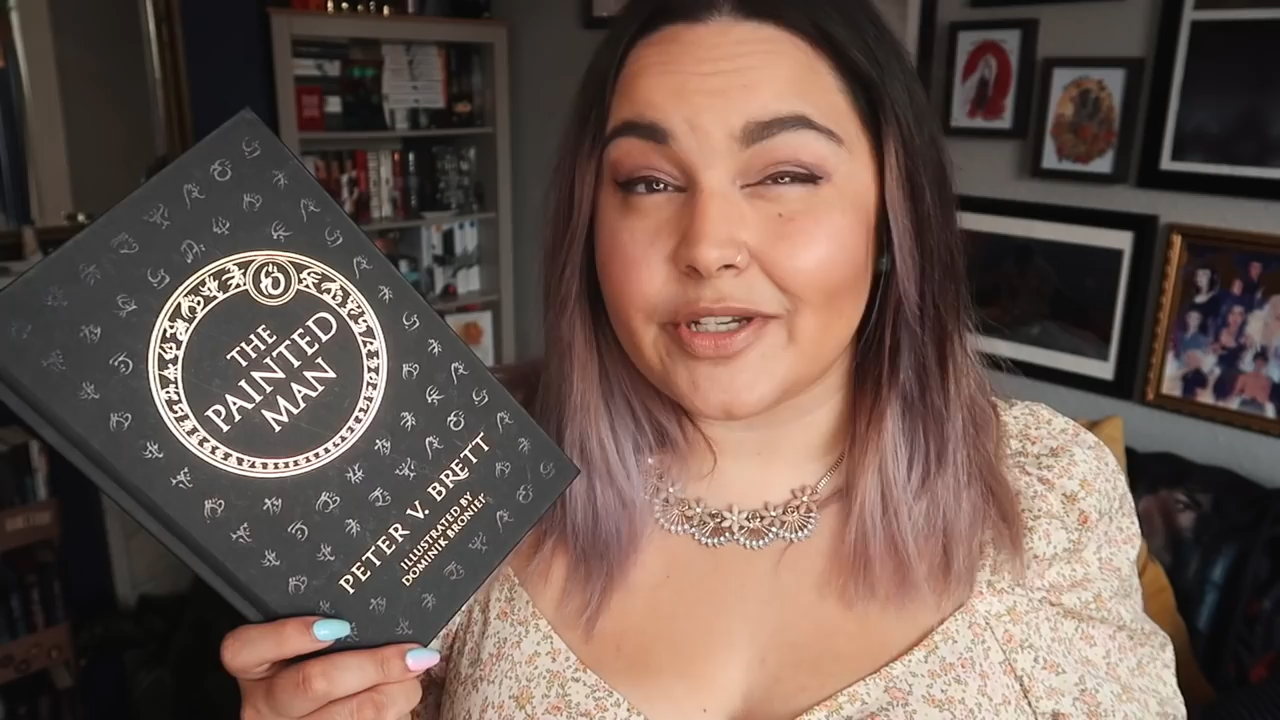 THE
PAINTED
MAN
PETER V. BRETT
ILLUSTRATED BY
DOMINIK BRONIEK